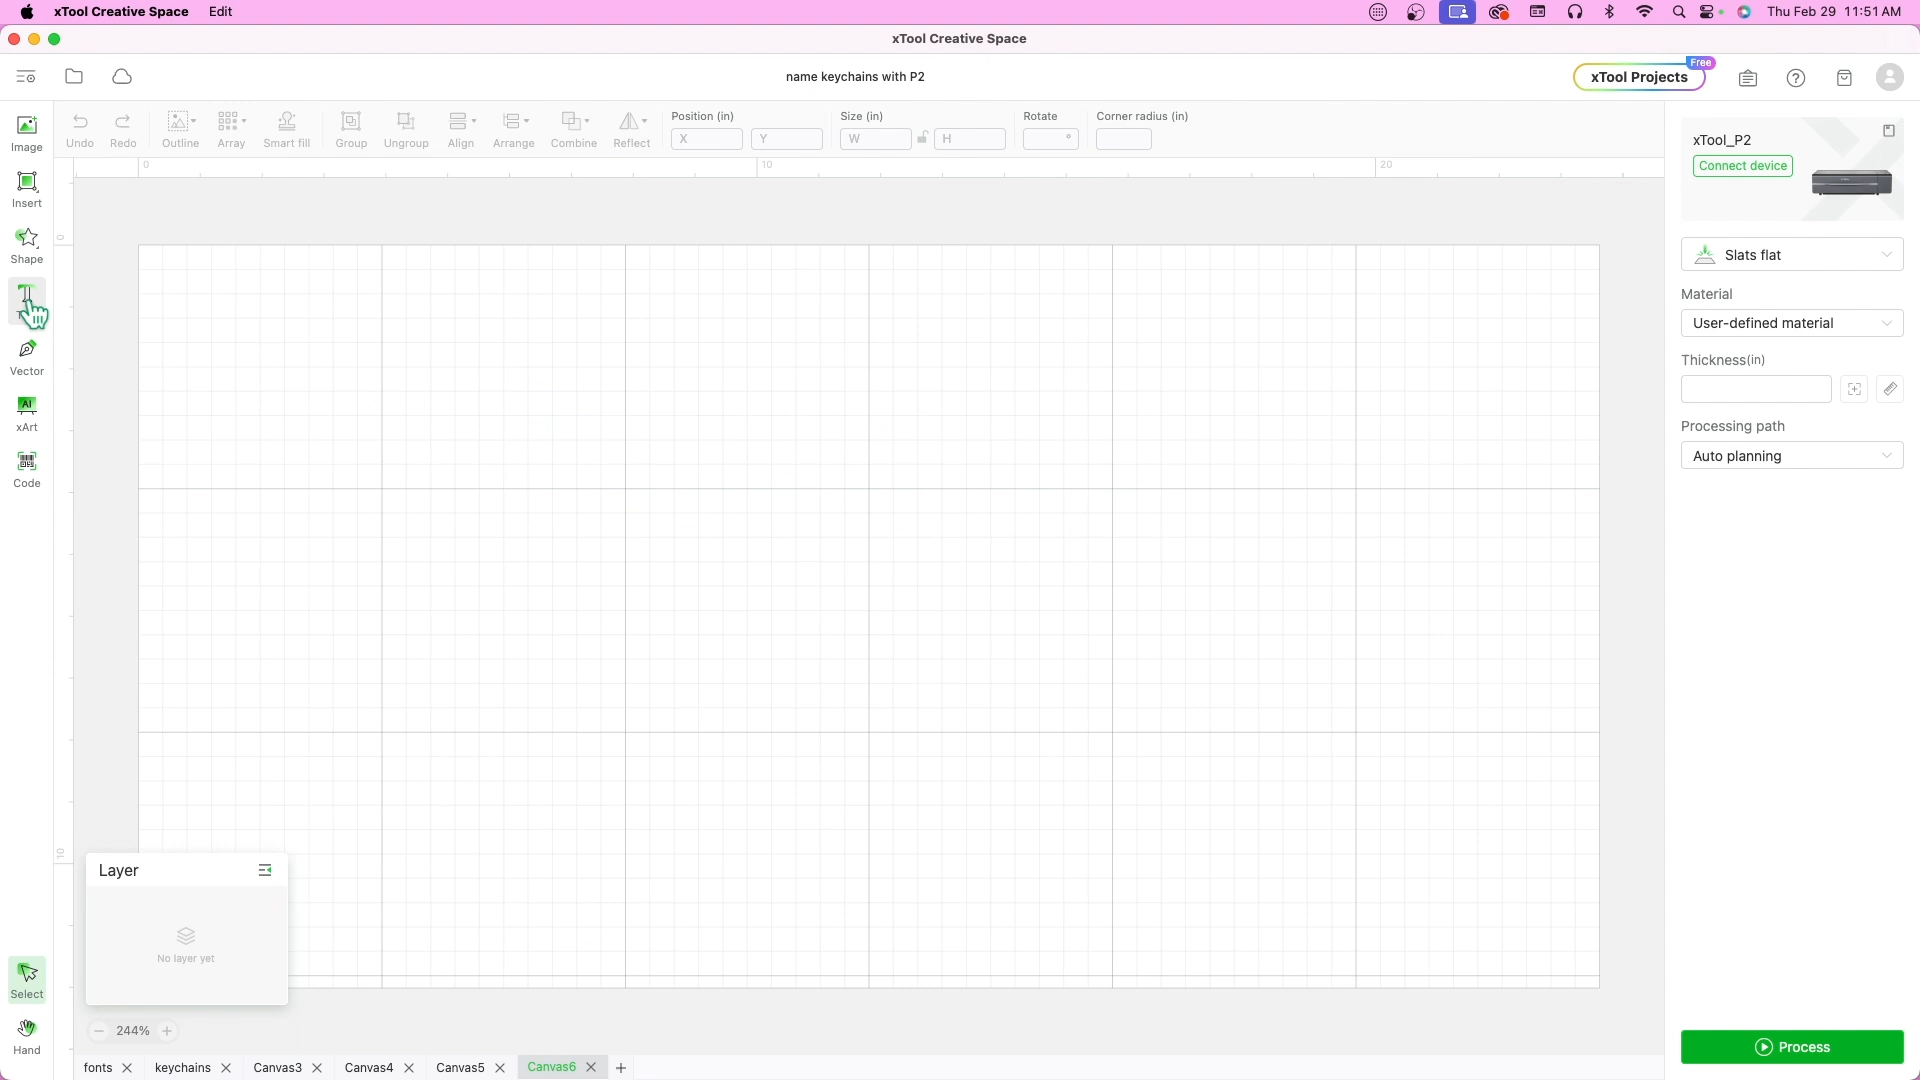 xTool Creative Space Edit Thu Feb 29 11:51 AM
xTool Creative Space
name keychains with P2
xTool Projects Free
Image
Insert
Shape
Vector
xArt
AI
Code
Undo Redo Outline Array Smart fill Group Ungroup Align Arrange Combine Reflect
Position (in) Size (in) Rotate Corner radius (in)
X Y W H °
0 10 20
0
10
xTool_P2
Connect device
Slats flat
Material
User-defined material
Thickness(in)
Processing path
Auto planning
Layer
No layer yet
Select
Hand
244%
Process
fonts keychains Canvas3 Canvas4 Canvas5 Canvas6